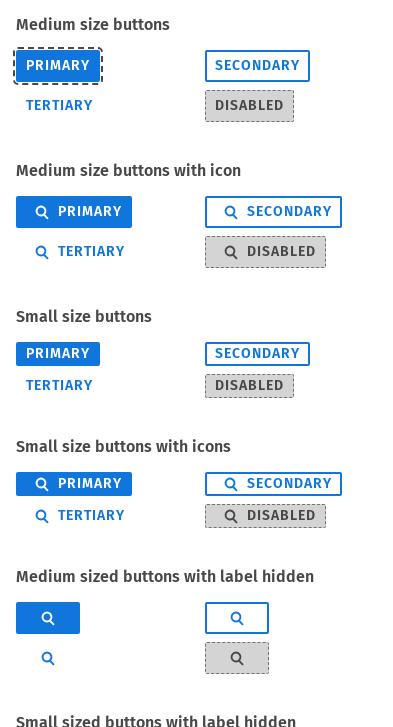 Medium size buttons
PRIMARY
SECONDARY
TERTIARY
DISABLED
Medium size buttons with icon
PRIMARY
SECONDARY
TERTIARY
DISABLED
Small size buttons
PRIMARY
SECONDARY
TERTIARY
DISABLED
Small size buttons with icons
PRIMARY
SECONDARY
TERTIARY
DISABLED
Medium sized buttons with label hidden
Small sized buttons with label hidden